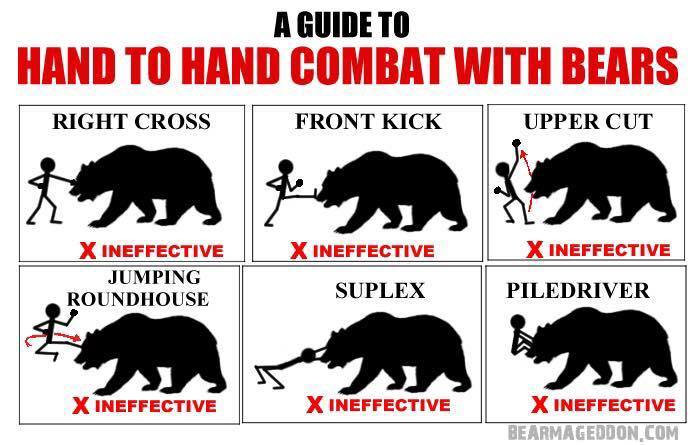 A GUIDE TO
HAND TO HAND COMBAT WITH BEARS
RIGHT CROSS
X INEFFECTIVE
FRONT KICK
X INEFFECTIVE
UPPER CUT
X INEFFECTIVE
JUMPING
ROUNDHOUSE
X INEFFECTIVE
SUPLEX
X INEFFECTIVE
PILEDRIVER
X INEFFECTIVE
BEARMAGEDDON.COM